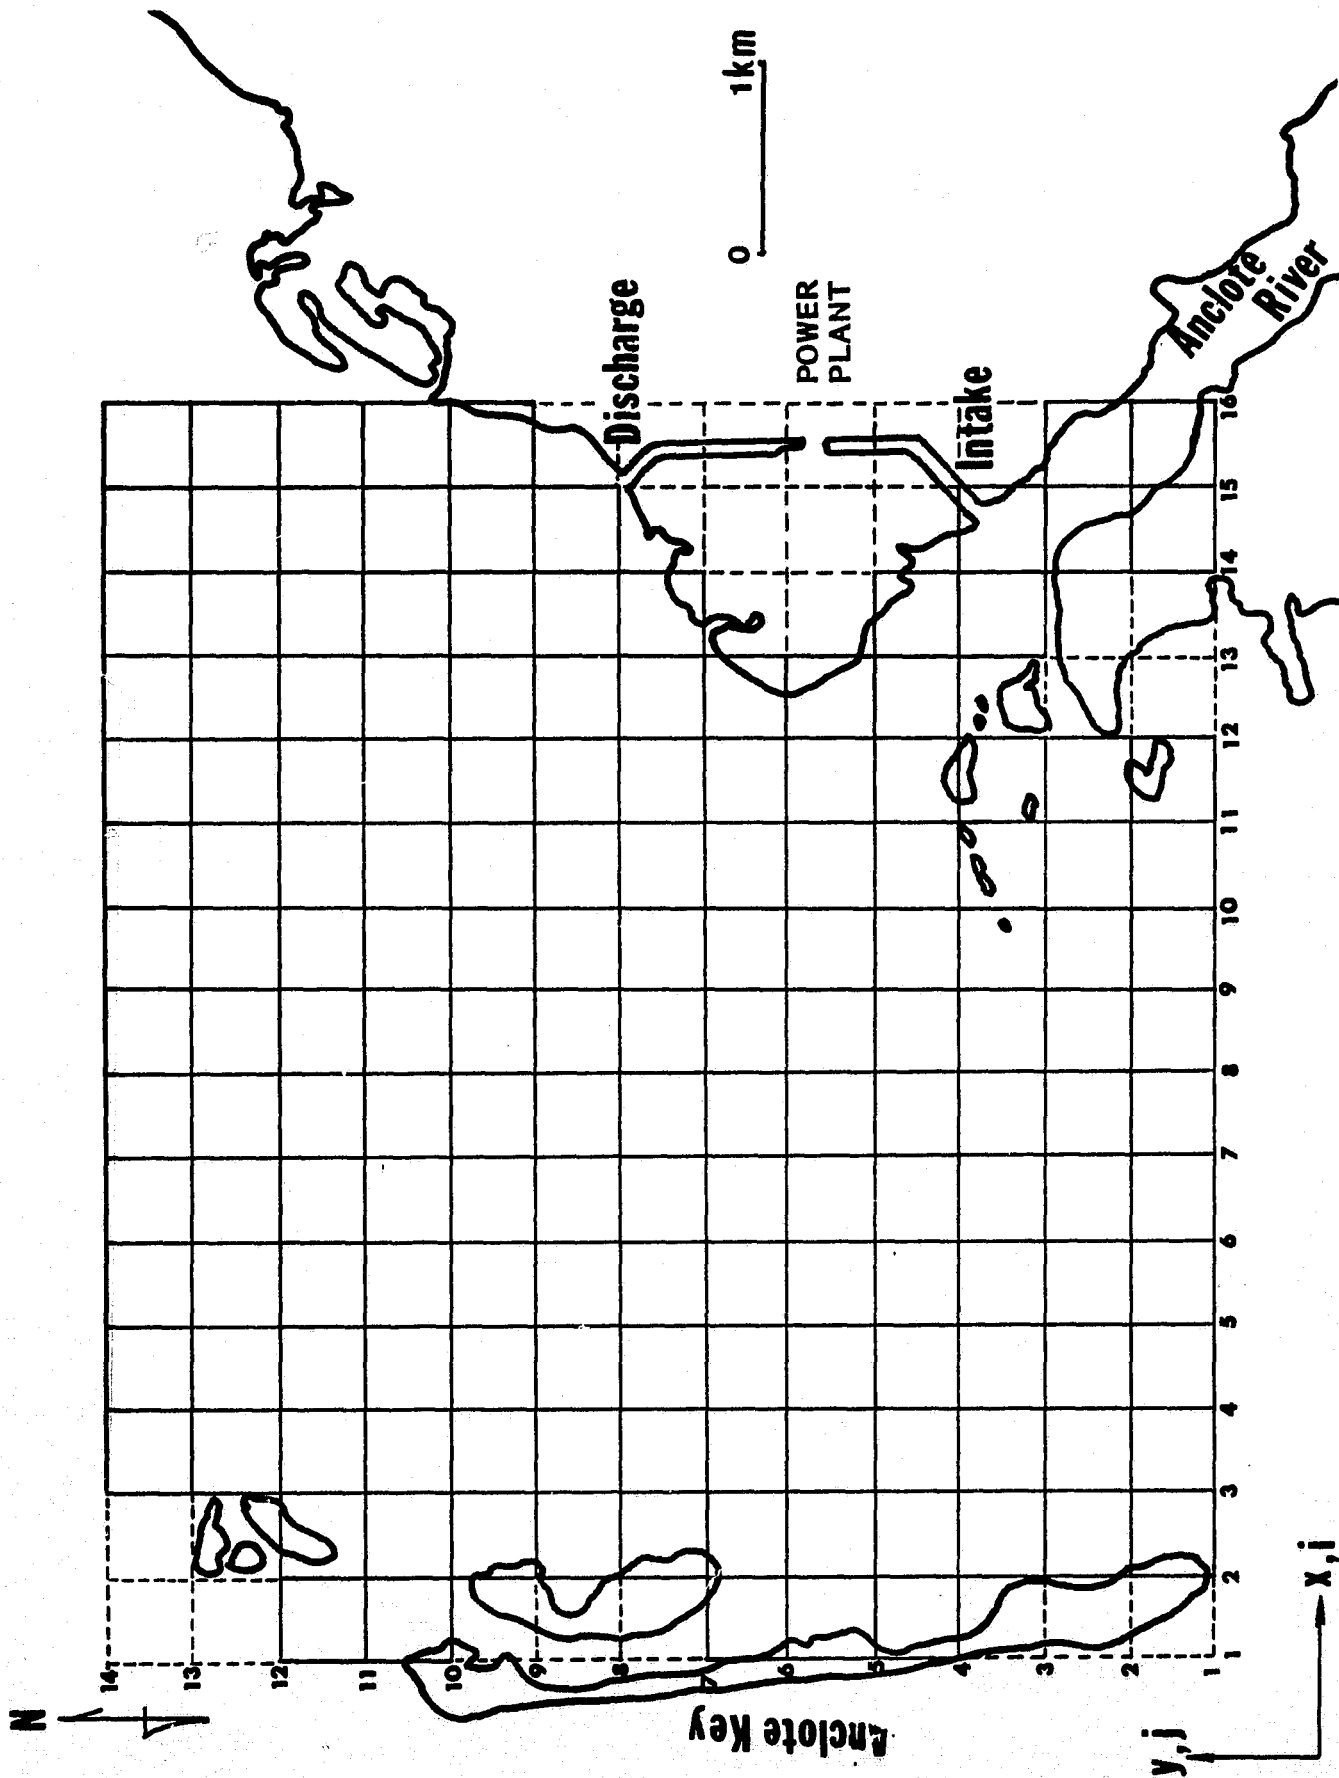 N
y,j
x,i
14
13
12
11
10
9
8
7
6
5
4
3
2
1
1 2 3 4 5 6 7 8 9 10 11 12 13 14 15 16
Anclote Key
Discharge
POWER
PLANT
Intake
0 1km
Anclote
River